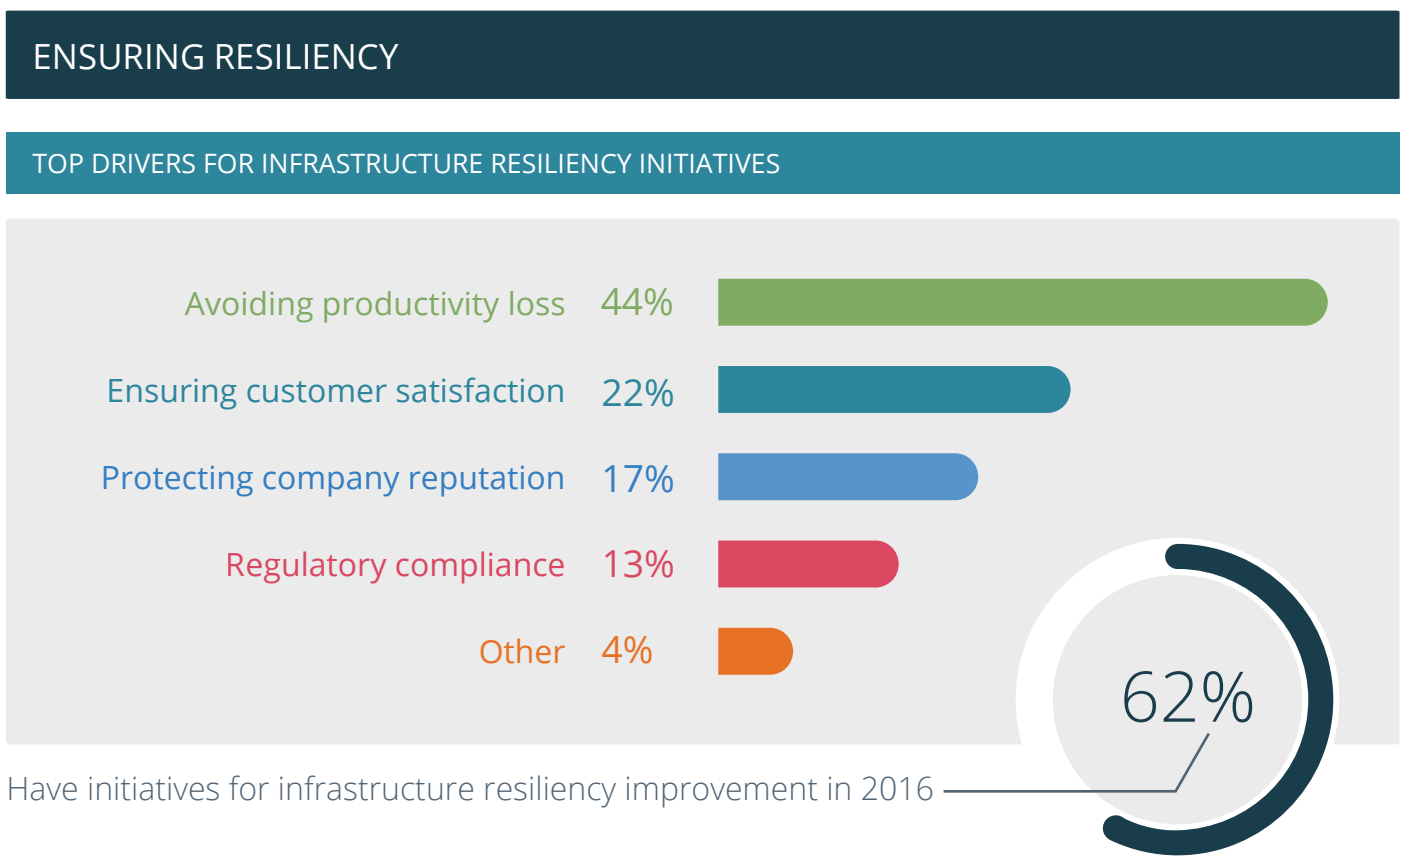 ENSURING RESILIENCY
TOP DRIVERS FOR INFRASTRUCTURE RESILIENCY INITIATIVES
Avoiding productivity loss 44%
Ensuring customer satisfaction 22%
Protecting company reputation 17%
Regulatory compliance 13%
Other 4%
62%
Have initiatives for infrastructure resiliency improvement in 2016